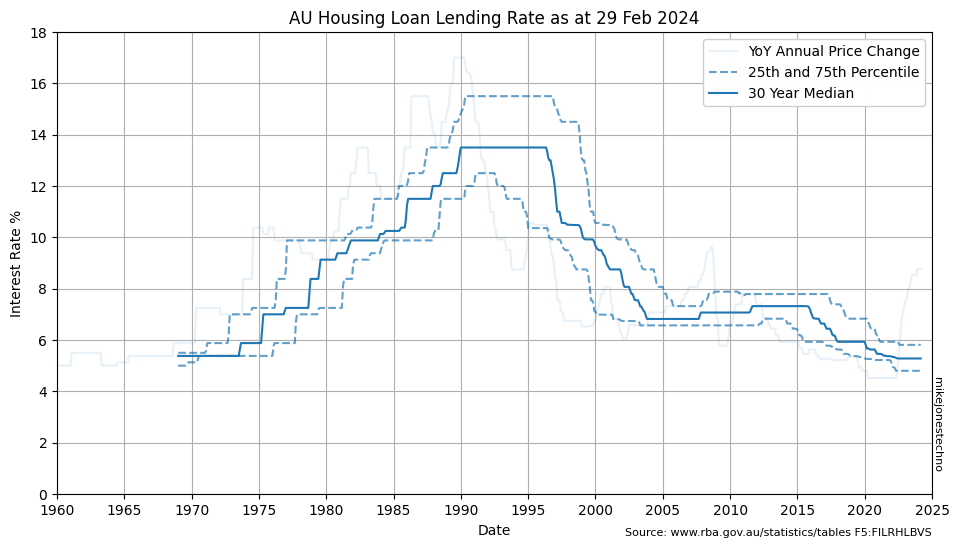 AU Housing Loan Lending Rate as at 29 Feb 2024
YoY Annual Price Change
25th and 75th Percentile
30 Year Median
18
16
14
12
10
8
6
4
2
0
Interest Rate %
1960 1965 1970 1975 1980 1985 1990 1995 2000 2005 2010 2015 2020 2025
Date
mikejonestechno
Source: www.rba.gov.au/statistics/tables F5:FILRHLBVS